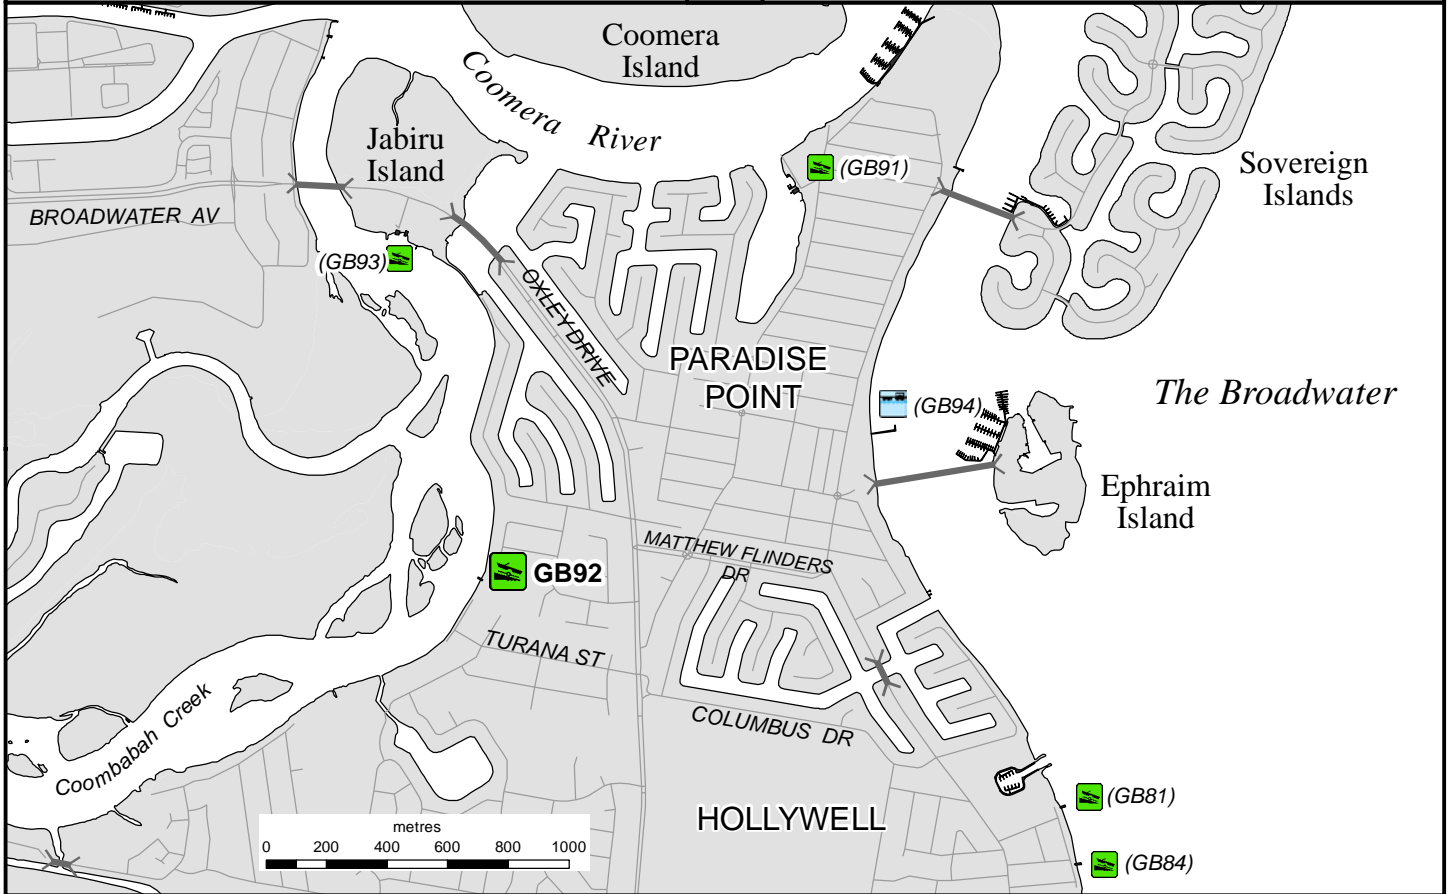 Coomera
Island
Coomera River
Jabiru
Island
(GB91)
Sovereign
Islands
BROADWATER AV
(GB93)
OXLEY DRIVE
PARADISE
POINT
The Broadwater
(GB94)
Ephraim
Island
MATTHEW FLINDERS
DR
GB92
TURANA ST
Coombabah Creek
COLUMBUS DR
(GB81)
HOLLYWELL
metres
0 200 400 600 800 1000
(GB84)